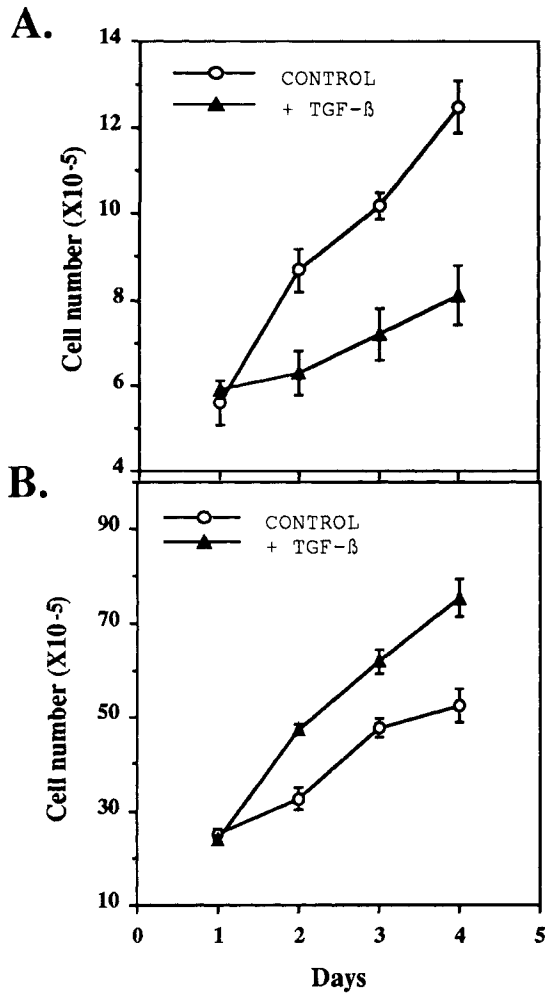 A.
14
12
10
8
6
4
Cell number (X10-5)
CONTROL
+ TGF-ß
B.
90
70
50
30
10
Cell number (X10-5)
CONTROL
+ TGF-ß
0 1 2 3 4 5
Days